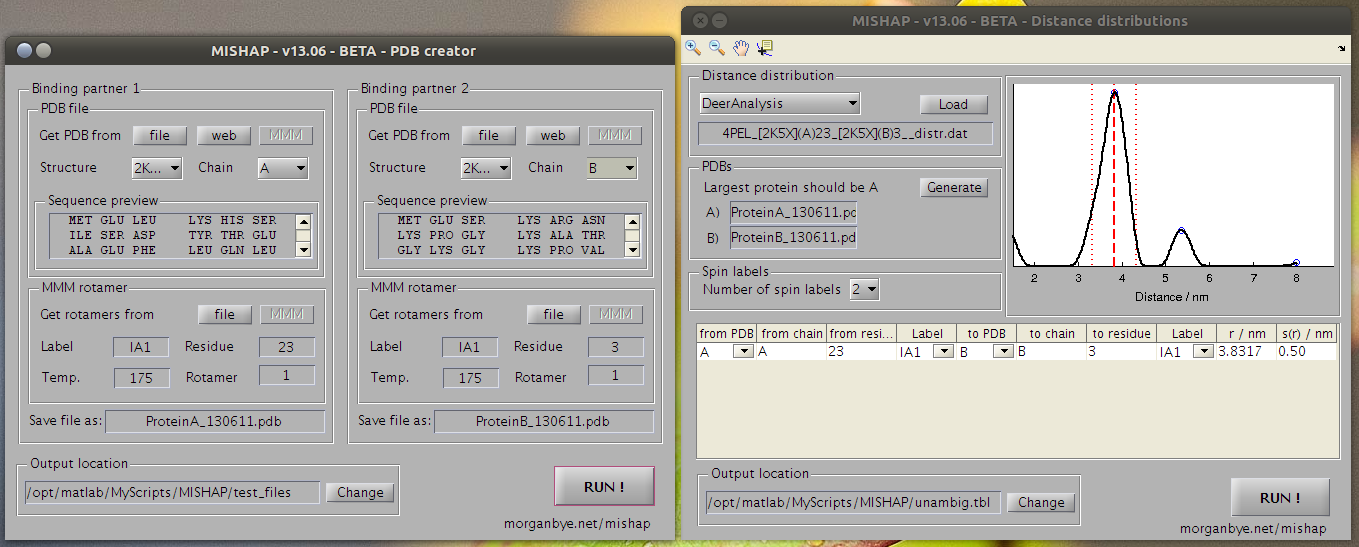 MISHAP - v13.06 - BETA - PDB creator
Binding partner 1
PDB file
Get PDB from file web MMM
Structure 2K... Chain A
Sequence preview
MET GLU LEU LYS HIS SER
ILE SER ASP TYR THR GLU
ALA GLU PHE LEU GLN LEU
MMM rotamer
Get rotamers from file MMM
Label IA1 Residue 23
Temp. 175 Rotamer 1
Save file as: ProteinA_130611.pdb
Binding partner 2
PDB file
Get PDB from file web MMM
Structure 2K... Chain B
Sequence preview
MET GLU SER LYS ARG ASN
LYS PRO GLY LYS ALA THR
GLY LYS GLY LYS PRO VAL
MMM rotamer
Get rotamers from file MMM
Label IA1 Residue 3
Temp. 175 Rotamer 1
Save file as: ProteinB_130611.pdb
Output location
/opt/matlab/MyScripts/MISHAP/test_files Change
RUN !
morganbye.net/mishap
MISHAP - v13.06 - BETA - Distance distributions
Distance distribution
DeerAnalysis Load
4PEL_[2K5X](A)23_[2K5X](B)3__distr.dat
PDBs
Largest protein should be A Generate
A) ProteinA_130611.pd
B) ProteinB_130611.pd
Spin labels
Number of spin labels 2
2 3 4 5 6 7 8
Distance / nm
from PDB from chain from resi... Label to PDB to chain to residue Label r / nm s(r) / nm
A A 23 IA1 B B 3 IA1 3.8317 0.50
Output location
/opt/matlab/MyScripts/MISHAP/unambig.tbl Change
RUN !
morganbye.net/mishap